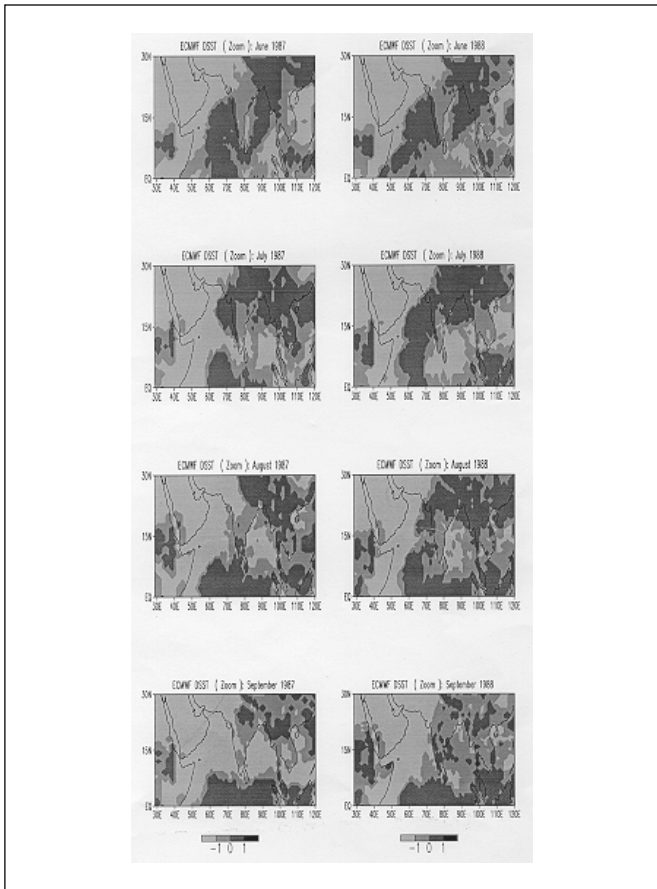 ECMWF DSST ( Zoom ): June 1987
ECMWF DSST ( Zoom ): June 1988
30N
15N
EQ
30E 40E 50E 60E 70E 80E 90E 100E 110E 120E
30N
15N
EQ
30E 40E 50E 60E 70E 80E 90E 100E 110E 120E
ECMWF DSST ( Zoom ): July 1987
ECMWF DSST ( Zoom ): July 1988
30N
15N
EQ
30E 40E 50E 60E 70E 80E 90E 100E 110E 120E
30N
15N
EQ
30E 40E 50E 60E 70E 80E 90E 100E 110E 120E
ECMWF DSST ( Zoom ): August 1987
ECMWF DSST ( Zoom ): August 1988
30N
15N
EQ
30E 40E 50E 60E 70E 80E 90E 100E 110E 120E
30N
15N
EQ
30E 40E 50E 60E 70E 80E 90E 100E 110E 120E
ECMWF DSST ( Zoom ): September 1987
ECMWF DSST ( Zoom ): September 1988
30N
15N
EQ
30E 40E 50E 60E 70E 80E 90E 100E 110E 120E
30N
15N
EQ
30E 40E 50E 60E 70E 80E 90E 100E 110E 120E
-1 0 1
-1 0 1